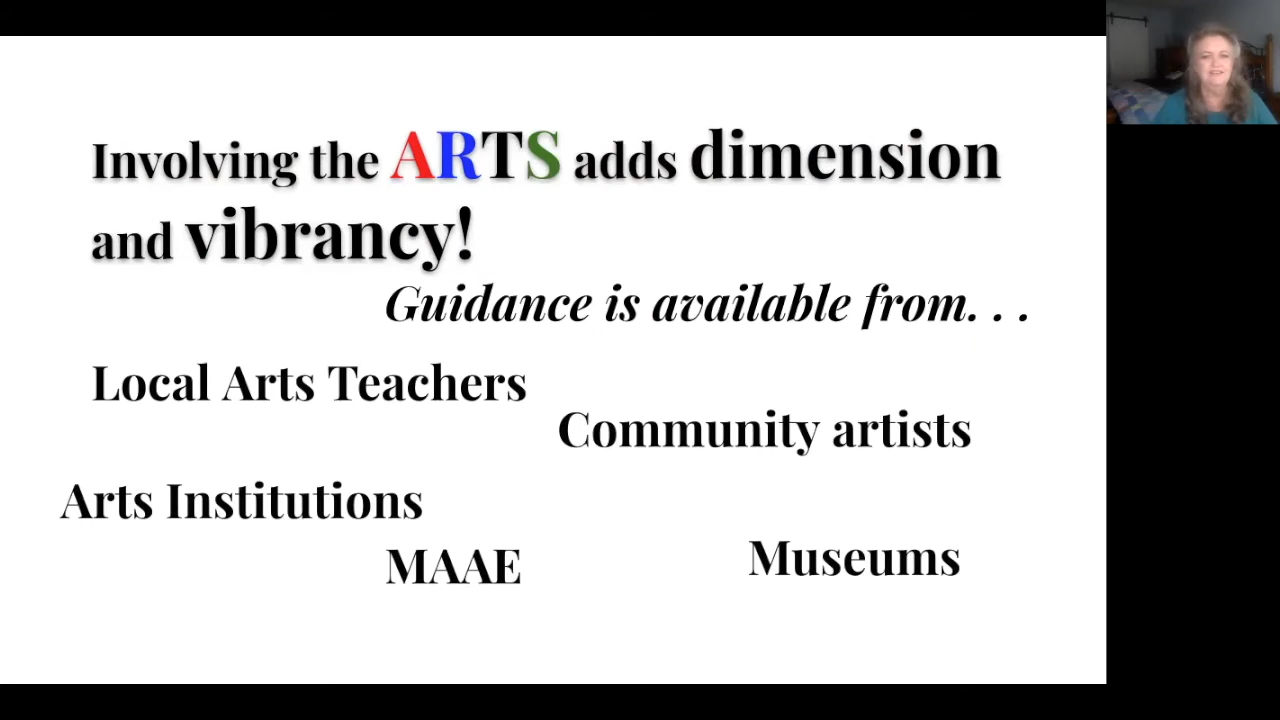 Involving the ARTS adds dimension
and vibrancy!
Guidance is available from. . .
Local Arts Teachers
Community artists
Arts Institutions
MAAE
Museums